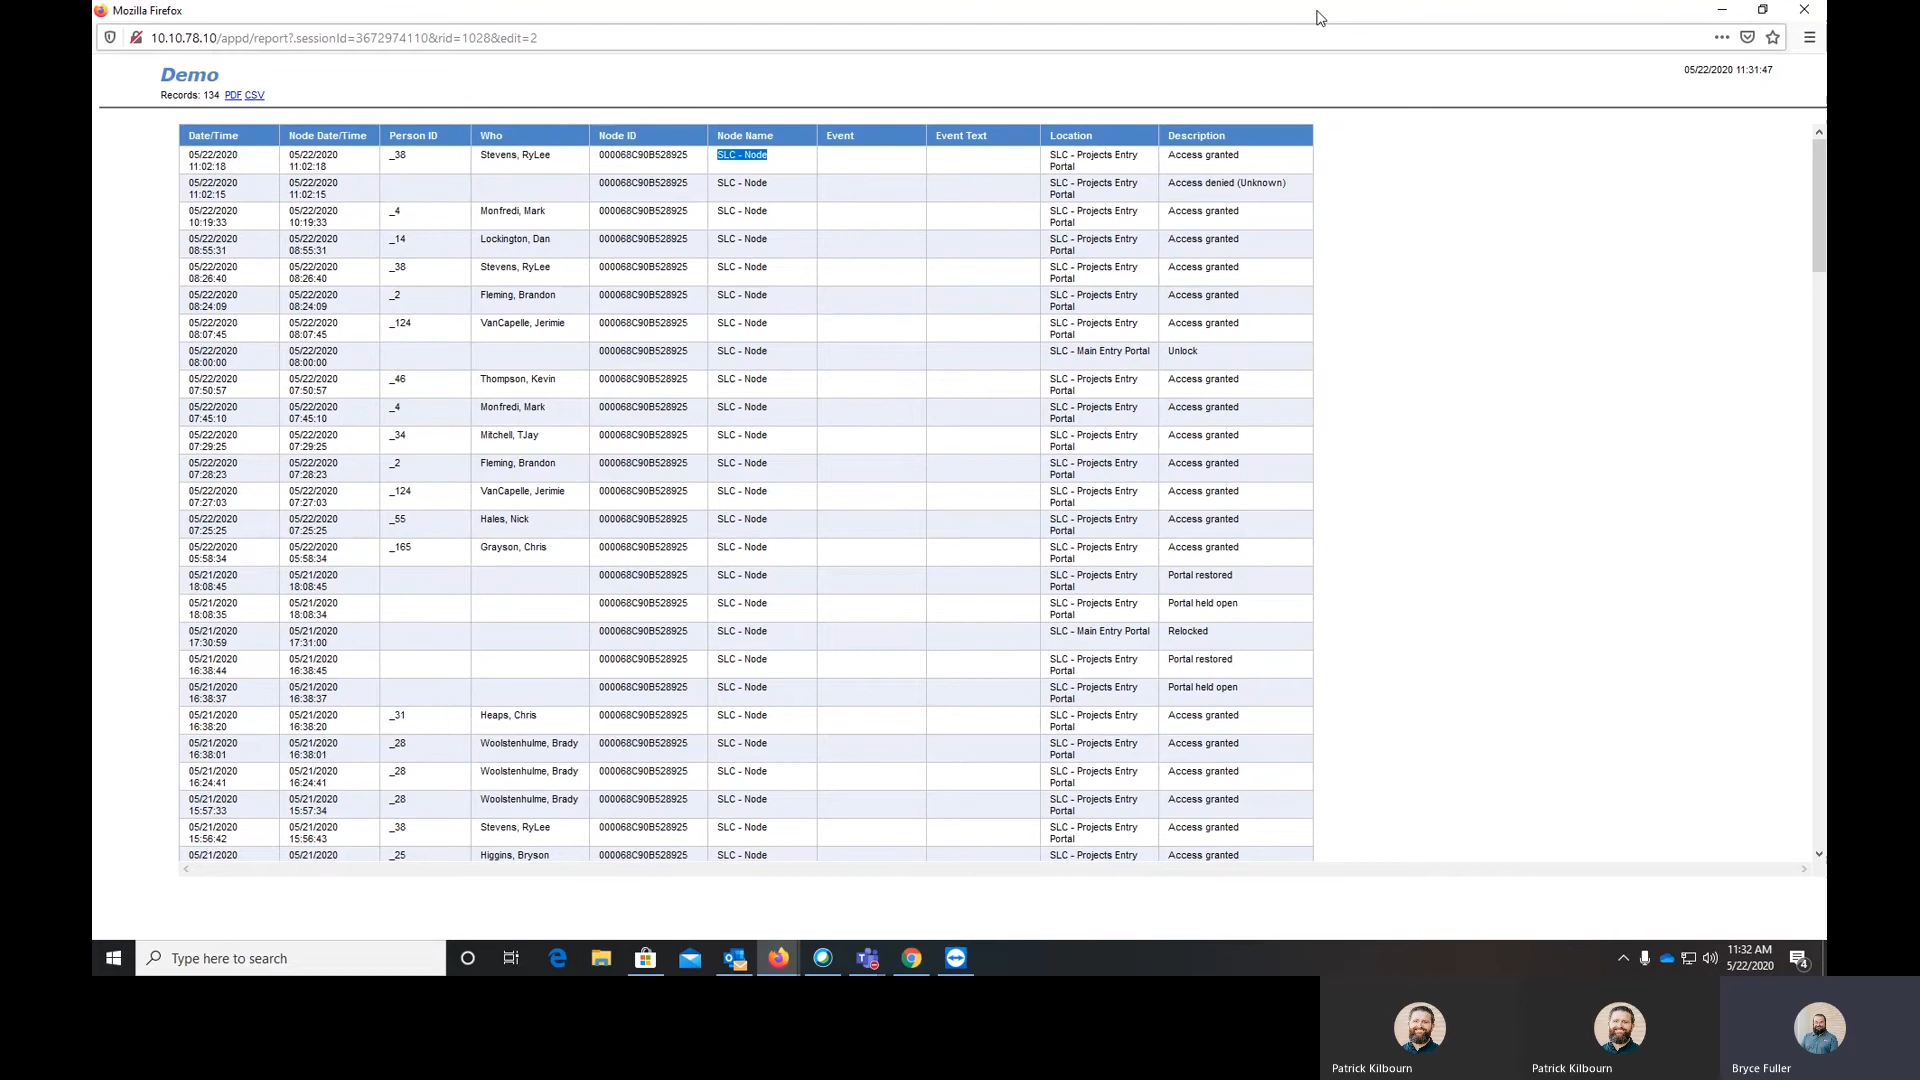 Mozilla Firefox
10.10.78.10/appd/report?.sessionId=3672974110&rid=1028&edit=2
Demo
05/22/2020 11:31:47
Records: 134 PDF CSV
Date/Time Node Date/Time Person ID Who Node ID Node Name Event Event Text Location Description
05/22/2020 05/22/2020 _38 Stevens, RyLee 000068C90B528925 SLC - Node SLC - Projects Entry Access granted
11:02:18 11:02:18 Portal
05/22/2020 05/22/2020 000068C90B528925 SLC - Node SLC - Projects Entry Access denied (Unknown)
11:02:15 11:02:15 Portal
05/22/2020 05/22/2020 _4 Monfredi, Mark 000068C90B528925 SLC - Node SLC - Projects Entry Access granted
10:19:33 10:19:33 Portal
05/22/2020 05/22/2020 _14 Lockington, Dan 000068C90B528925 SLC - Node SLC - Projects Entry Access granted
08:55:31 08:55:31 Portal
05/22/2020 05/22/2020 _38 Stevens, RyLee 000068C90B528925 SLC - Node SLC - Projects Entry Access granted
08:26:40 08:26:40 Portal
05/22/2020 05/22/2020 _2 Fleming, Brandon 000068C90B528925 SLC - Node SLC - Projects Entry Access granted
08:24:09 08:24:09 Portal
05/22/2020 05/22/2020 _124 VanCapelle, Jerimie 000068C90B528925 SLC - Node SLC - Projects Entry Access granted
08:07:45 08:07:45 Portal
05/22/2020 05/22/2020 000068C90B528925 SLC - Node SLC - Main Entry Portal Unlock
08:00:00 08:00:00
05/22/2020 05/22/2020 _46 Thompson, Kevin 000068C90B528925 SLC - Node SLC - Projects Entry Access granted
07:50:57 07:50:57 Portal
05/22/2020 05/22/2020 _4 Monfredi, Mark 000068C90B528925 SLC - Node SLC - Projects Entry Access granted
07:45:10 07:45:10 Portal
05/22/2020 05/22/2020 _34 Mitchell, TJay 000068C90B528925 SLC - Node SLC - Projects Entry Access granted
07:29:25 07:29:25 Portal
05/22/2020 05/22/2020 _2 Fleming, Brandon 000068C90B528925 SLC - Node SLC - Projects Entry Access granted
07:28:23 07:28:23 Portal
05/22/2020 05/22/2020 _124 VanCapelle, Jerimie 000068C90B528925 SLC - Node SLC - Projects Entry Access granted
07:27:03 07:27:03 Portal
05/22/2020 05/22/2020 _55 Hales, Nick 000068C90B528925 SLC - Node SLC - Projects Entry Access granted
07:25:25 07:25:25 Portal
05/22/2020 05/22/2020 _165 Grayson, Chris 000068C90B528925 SLC - Node SLC - Projects Entry Access granted
05:58:34 05:58:34 Portal
05/21/2020 05/21/2020 000068C90B528925 SLC - Node SLC - Projects Entry Portal restored
18:08:45 18:08:45 Portal
05/21/2020 05/21/2020 000068C90B528925 SLC - Node SLC - Projects Entry Portal held open
18:08:35 18:08:34 Portal
05/21/2020 05/21/2020 000068C90B528925 SLC - Node SLC - Main Entry Portal Relocked
17:30:59 17:31:00
05/21/2020 05/21/2020 000068C90B528925 SLC - Node SLC - Projects Entry Portal restored
16:38:44 16:38:45 Portal
05/21/2020 05/21/2020 000068C90B528925 SLC - Node SLC - Projects Entry Portal held open
16:38:37 16:38:37 Portal
05/21/2020 05/21/2020 _31 Heaps, Chris 000068C90B528925 SLC - Node SLC - Projects Entry Access granted
16:38:20 16:38:20 Portal
05/21/2020 05/21/2020 _28 Woolstenhulme, Brady 000068C90B528925 SLC - Node SLC - Projects Entry Access granted
16:38:01 16:38:01 Portal
05/21/2020 05/21/2020 _28 Woolstenhulme, Brady 000068C90B528925 SLC - Node SLC - Projects Entry Access granted
16:24:41 16:24:41 Portal
05/21/2020 05/21/2020 _28 Woolstenhulme, Brady 000068C90B528925 SLC - Node SLC - Projects Entry Access granted
15:57:33 15:57:34 Portal
05/21/2020 05/21/2020 _38 Stevens, RyLee 000068C90B528925 SLC - Node SLC - Projects Entry Access granted
15:56:42 15:56:43 Portal
05/21/2020 05/21/2020 _25 Higgins, Bryson 000068C90B528925 SLC - Node SLC - Projects Entry Access granted
Type here to search
11:32 AM
5/22/2020
4
Patrick Kilbourn Patrick Kilbourn Bryce Fuller